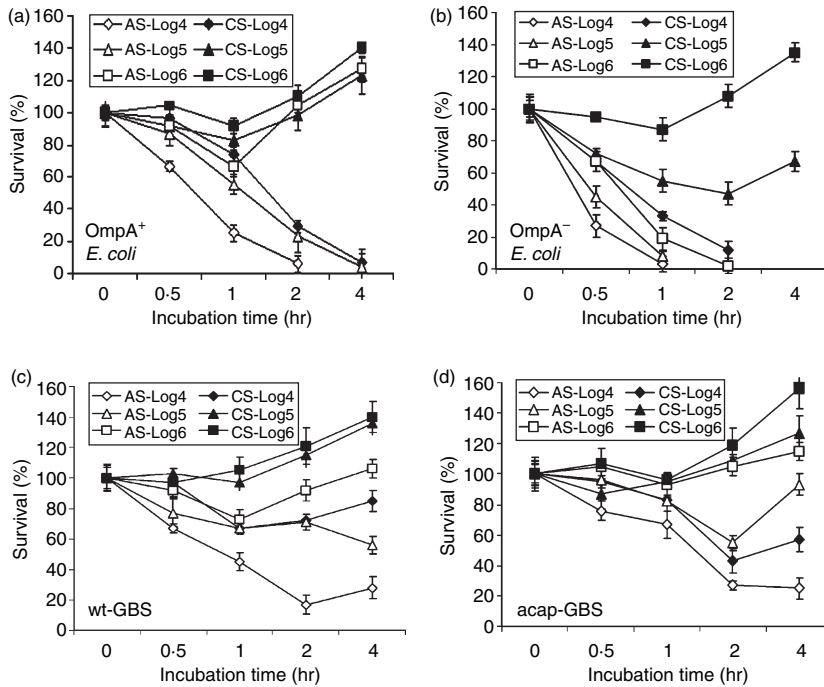 (a)
160
140
120
100
80
60
40
20
0
Survival (%)
AS-Log4 CS-Log4
AS-Log5 CS-Log5
AS-Log6 CS-Log6
OmpA+
E. coli
0 0·5 1 2 4
Incubation time (hr)
(b)
160
140
120
100
80
60
40
20
0
Survival (%)
AS-Log4 CS-Log4
AS-Log5 CS-Log5
AS-Log6 CS-Log6
OmpA−
E. coli
0 0·5 1 2 4
Incubation time (hr)
(c)
160
140
120
100
80
60
40
20
0
Survival (%)
AS-Log4 CS-Log4
AS-Log5 CS-Log5
AS-Log6 CS-Log6
wt-GBS
0 0·5 1 2 4
Incubation time (hr)
(d)
160
140
120
100
80
60
40
20
0
Survival (%)
AS-Log4 CS-Log4
AS-Log5 CS-Log5
AS-Log6 CS-Log6
acap-GBS
0 0·5 1 2 4
Incubation time (hr)